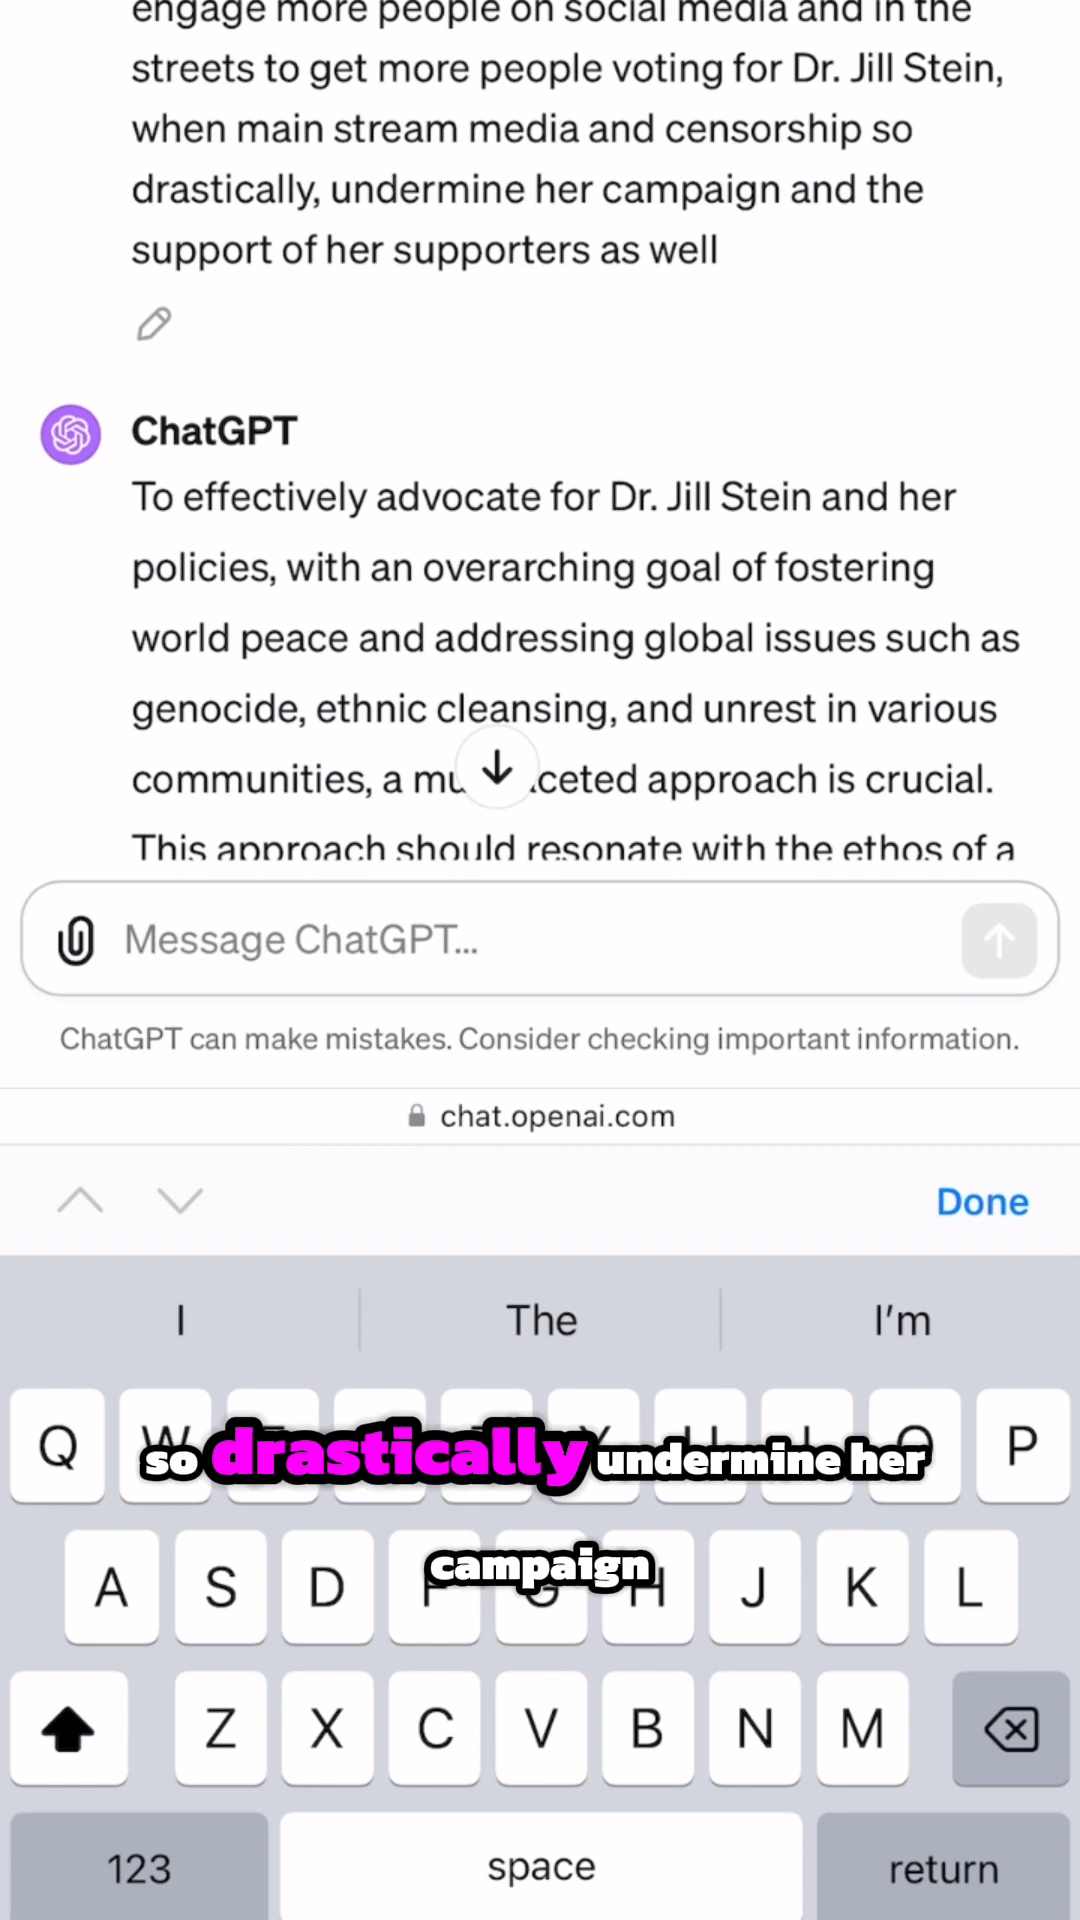 engage more people on social media and in the
streets to get more people voting for Dr. Jill Stein,
when main stream media and censorship so
drastically, undermine her campaign and the
support of her supporters as well
ChatGPT
To effectively advocate for Dr. Jill Stein and her
policies, with an overarching goal of fostering
world peace and addressing global issues such as
genocide, ethnic cleansing, and unrest in various
communities, a approach is crucial.
This approach should resonate with the ethos of a
Message ChatGPT...
ChatGPT can make mistakes. Consider checking important information.
chat.openai.com
Done
I The I'm
Q W Y U I O P
so drastically undermine her
campaign
A S D F G H J K L
Z X C V B N M
123 space return